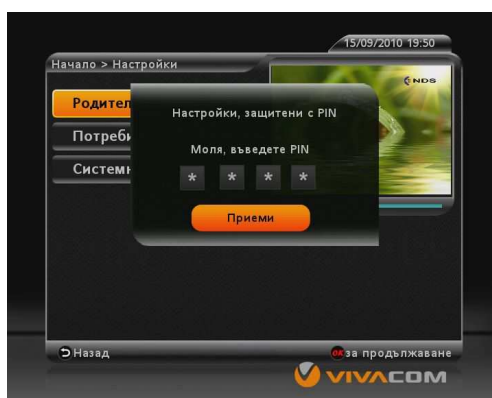 15/09/2010 19:50
Начало > Настройки
NDS
Родител
Настройки, защитени с PIN
Потреби
Моля, въведете PIN
Системн
* * * *
Приеми
Назад
OK за продължаване
VIVACOM